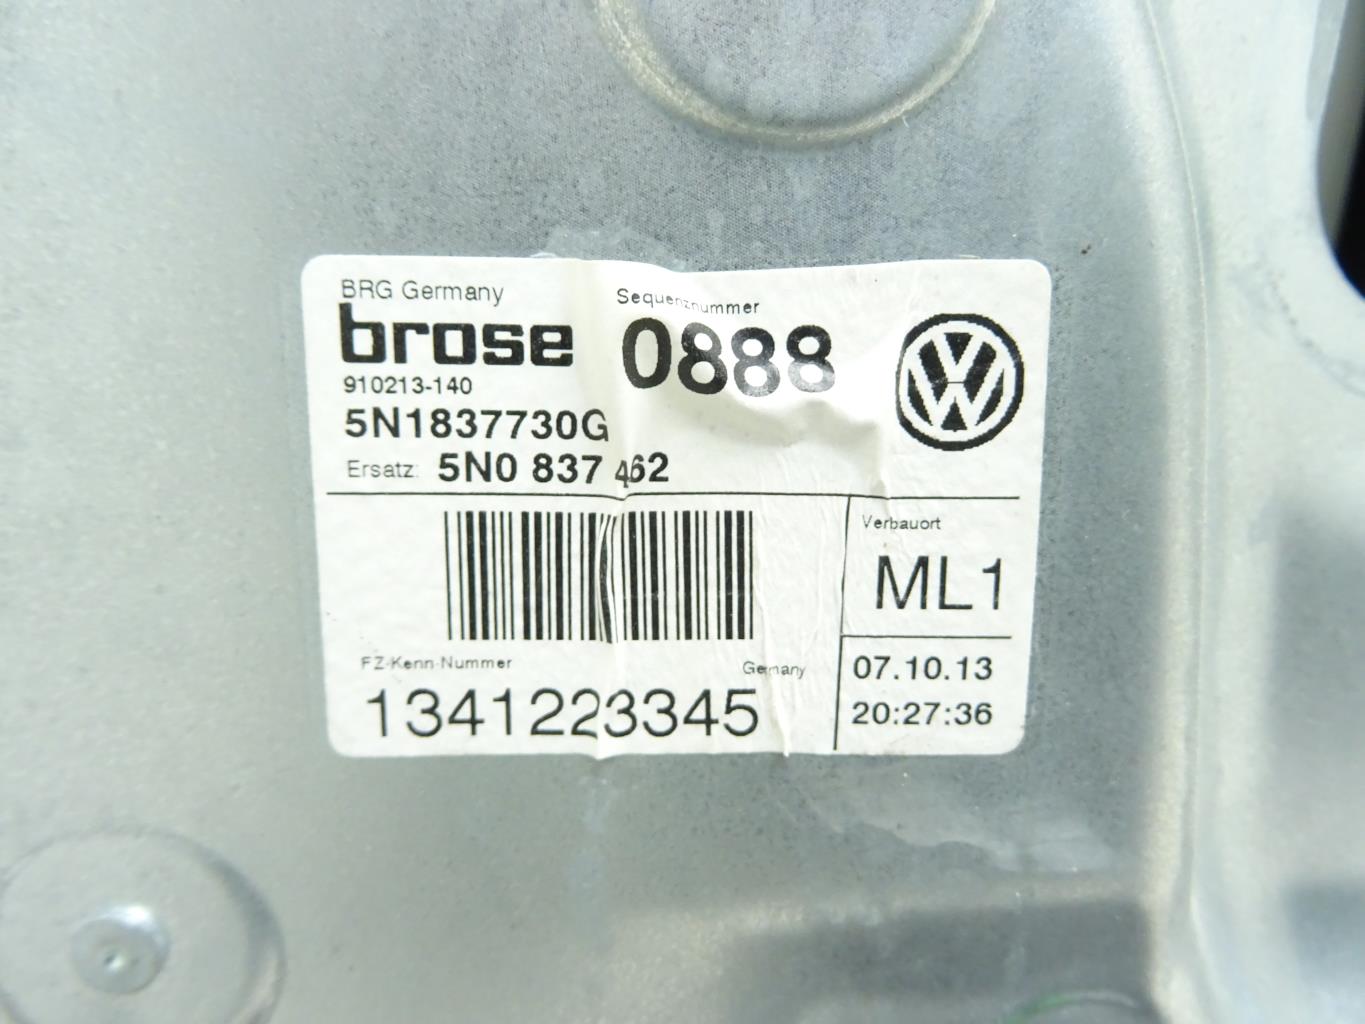 BRG Germany
Sequenznummer
brose
0888
910213-140
5N1837730G
Ersatz: 5N0 837 462
Verbauort
ML1
FZ-Kenn-Nummer
Germany
1341223345
07.10.13
20:27:36